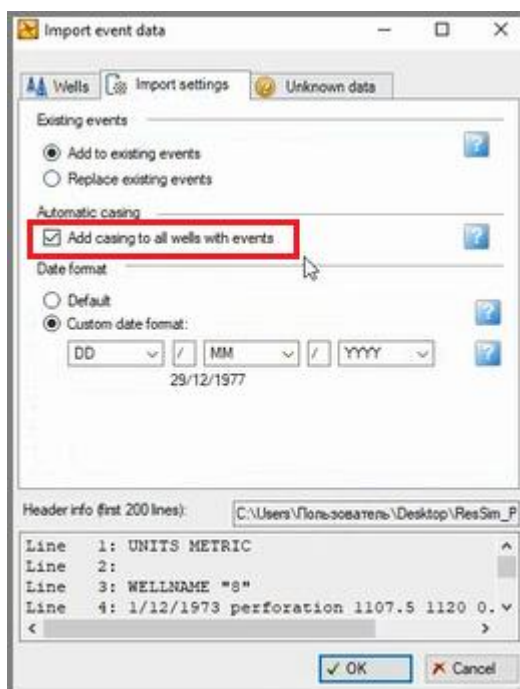 Import event data
Wells Import settings Unknown data
Existing events
Add to existing events
Replace existing events
Automatic casing
Add casing to all wells with events
Date format
Default
Custom date format:
DD / MM / YYYY
29/12/1977
Header info (first 200 lines): C:\Users\Пользователь\Desktop\ResSim_P
Line 1: UNITS METRIC
Line 2:
Line 3: WELLNAME "8"
Line 4: 1/12/1973 perforation 1107.5 1120 0.
OK Cancel